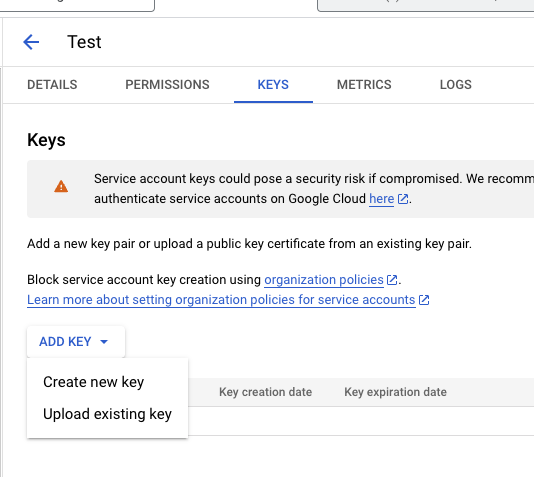 Test
DETAILS PERMISSIONS KEYS METRICS LOGS
Keys
Service account keys could pose a security risk if compromised. We recomm
authenticate service accounts on Google Cloud here.
Add a new key pair or upload a public key certificate from an existing key pair.
Block service account key creation using organization policies.
Learn more about setting organization policies for service accounts
ADD KEY
Create new key
Upload existing key
Key creation date Key expiration date